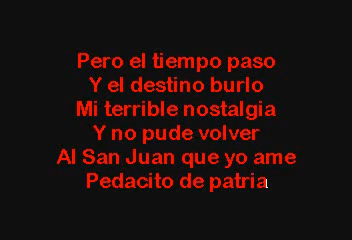 Pero el tiempo paso
Y el destino burlo
Mi terrible nostalgia
Y no pude volver
Al San Juan que yo ame
Pedacito de patria